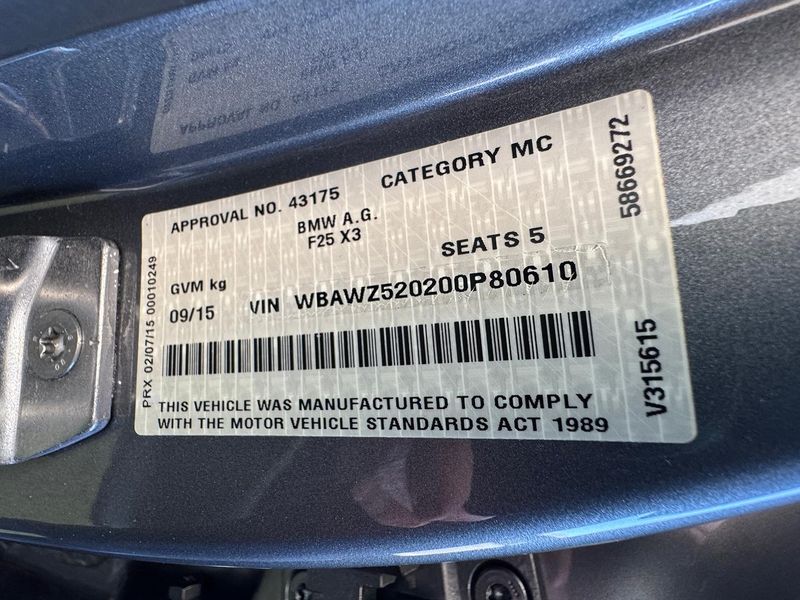 APPROVAL NO. 43175
CATEGORY MC
BMW A.G.
F25 X3
SEATS 5
GVM kg
09/15
VIN WBAWZ520200P80610
THIS VEHICLE WAS MANUFACTURED TO COMPLY
WITH THE MOTOR VEHICLE STANDARDS ACT 1989
PRX 02/07/15 00010249
58669272
V315615